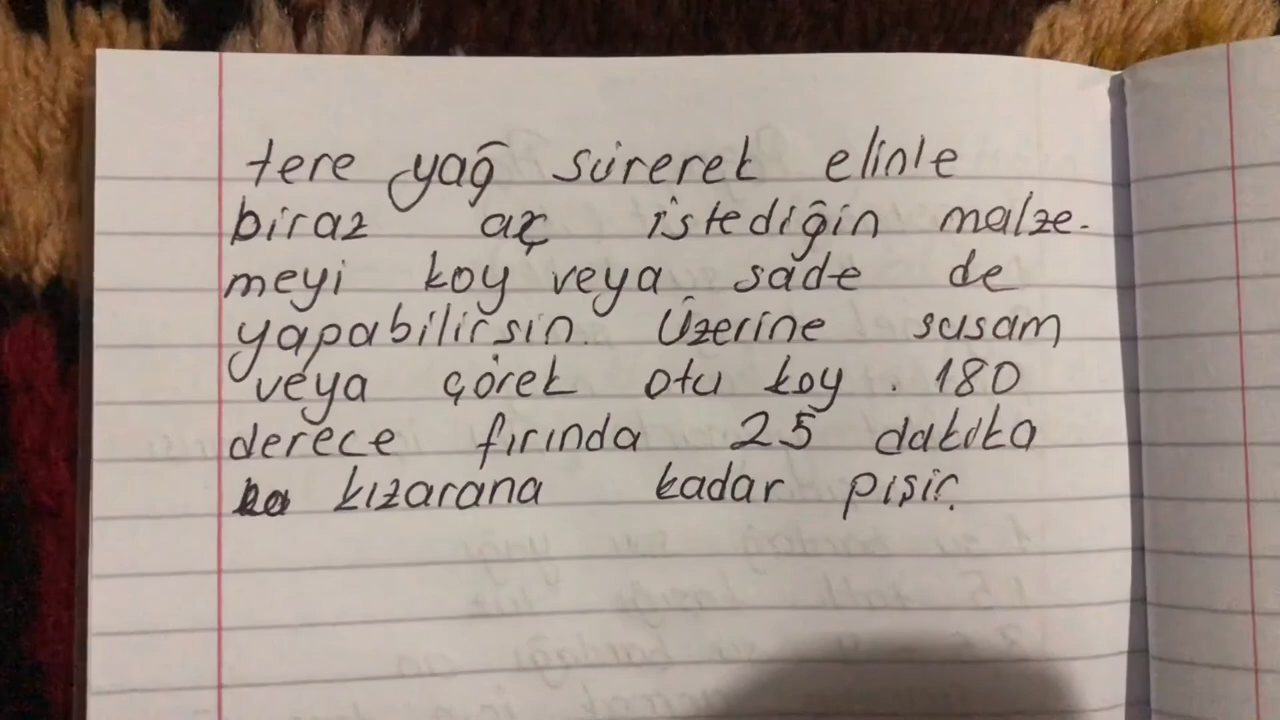 tere yağ sürerek elinle
biraz aç istediğin malze-
meyi koy veya sade de
yapabilirsin. Üzerine susam
veya çörek otu koy. 180
derece fırında 25 dakika
kızarana kadar pişir.